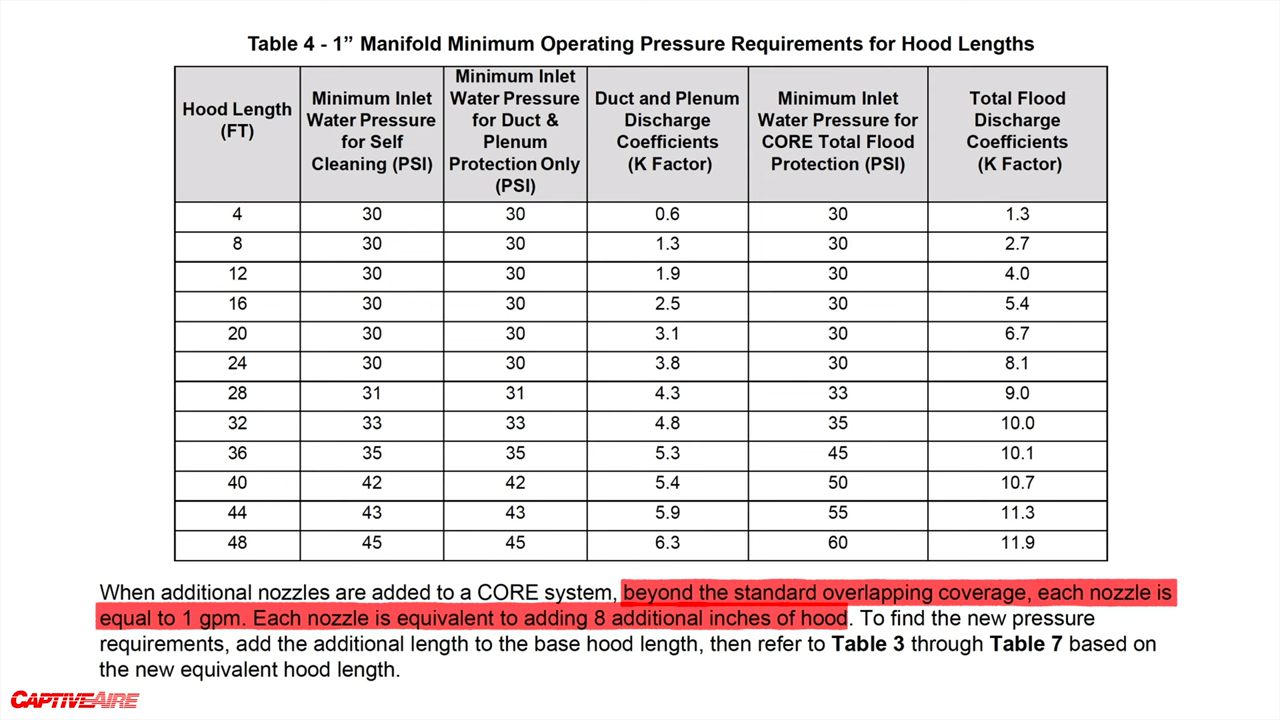 Table 4 - 1” Manifold Minimum Operating Pressure Requirements for Hood Lengths
Hood Length (FT) Minimum Inlet Water Pressure for Self Cleaning (PSI) Minimum Inlet Water Pressure for Duct & Plenum Protection Only (PSI) Duct and Plenum Discharge Coefficients (K Factor) Minimum Inlet Water Pressure for CORE Total Flood Protection (PSI) Total Flood Discharge Coefficients (K Factor)
4 30 30 0.6 30 1.3
8 30 30 1.3 30 2.7
12 30 30 1.9 30 4.0
16 30 30 2.5 30 5.4
20 30 30 3.1 30 6.7
24 30 30 3.8 30 8.1
28 31 31 4.3 33 9.0
32 33 33 4.8 35 10.0
36 35 35 5.3 45 10.1
40 42 42 5.4 50 10.7
44 43 43 5.9 55 11.3
48 45 45 6.3 60 11.9
When additional nozzles are added to a CORE system, beyond the standard overlapping coverage, each nozzle is
equal to 1 gpm. Each nozzle is equivalent to adding 8 additional inches of hood. To find the new pressure
requirements, add the additional length to the base hood length, then refer to Table 3 through Table 7 based on
the new equivalent hood length.
CAPTIVEAIRE